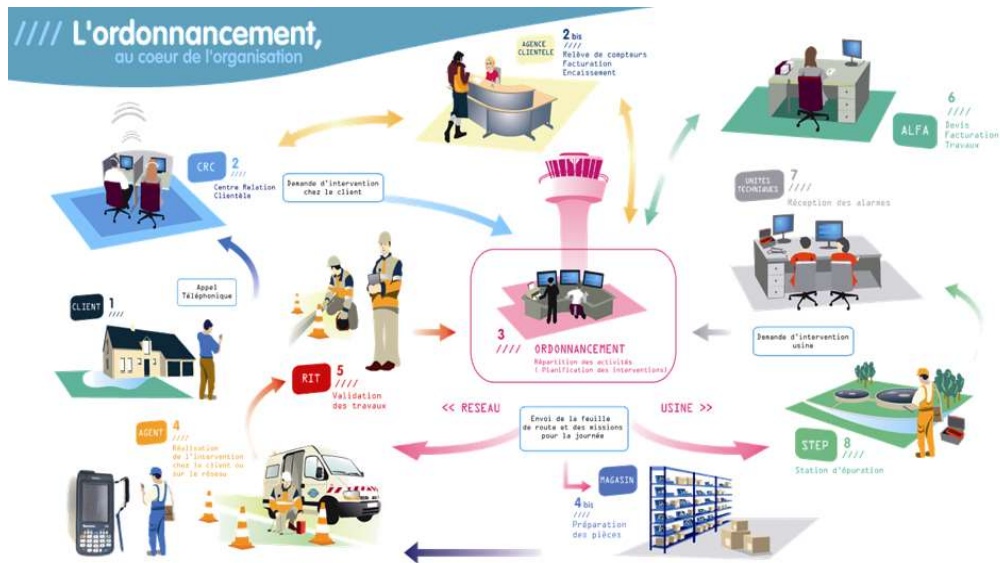 //// L'ordonnancement,
au coeur de l'organisation
AGENCE
CLIENTELE
2 bis
////
Relève de compteurs
Facturation
Encaissement
ALFA
6
////
Devis
Facturation
Travaux
CRC
2
////
Centre Relation
Clientèle
Demande d'intervention
chez le client
UNITES
TECHNIQUES
7
////
Réception des alarmes
Appel
Téléphonique
CLIENT
1
////
3
////
ORDONNANCEMENT
Répartition des activités
( Planification des interventions)
Demande d'intervention
usine
RIT
5
////
Validation
des travaux
<< RESEAU
USINE >>
Envoi de la feuille
de route et des missions
pour la journée
AGENT
4
////
Réalisation
de l'intervention
chez le client ou
sur le réseau
STEP
8
////
Station d'épuration
MAGASIN
4 bis
////
Préparation
des pièces